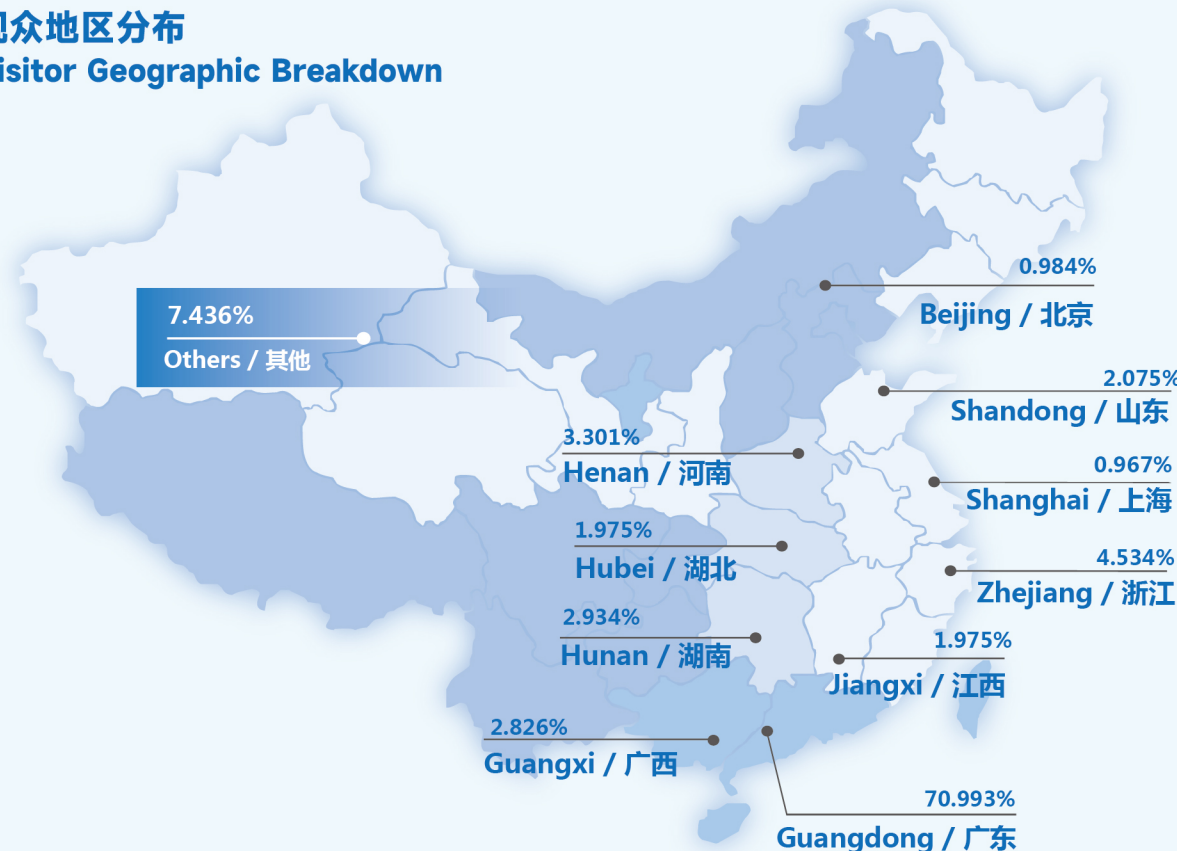 观众地区分布
isitor Geographic Breakdown
0.984%
Beijing / 北京
7.436%
Others / 其他
2.075%
Shandong / 山东
3.301%
Henan / 河南
0.967%
Shanghai / 上海
1.975%
Hubei / 湖北
4.534%
Zhejiang / 浙江
2.934%
Hunan / 湖南
1.975%
Jiangxi / 江西
2.826%
Guangxi / 广西
70.993%
Guangdong / 广东